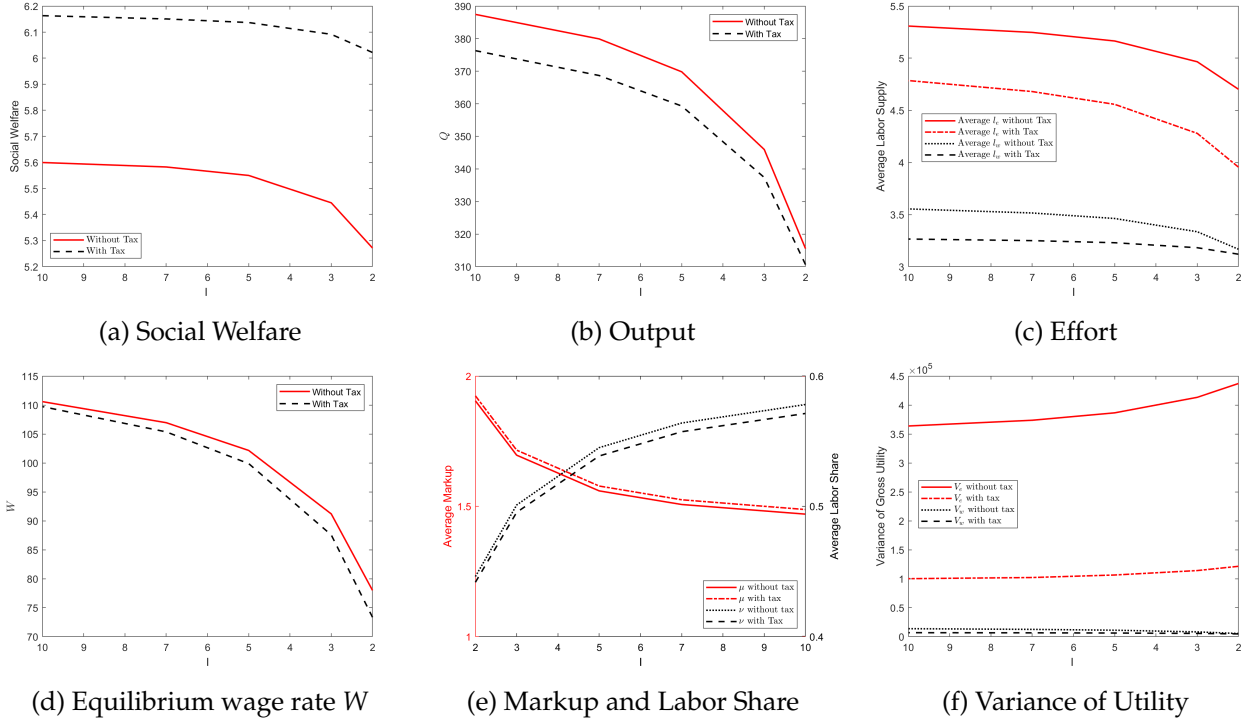 6.2
6.1
6
5.9
5.8
5.7
5.6
5.5
5.4
5.3
5.2
Social Welfare
Without Tax
With Tax
10 9 8 7 6 5 4 3 2
I
(a) Social Welfare
390
380
370
360
350
340
330
320
310
Q
Without Tax
With Tax
10 9 8 7 6 5 4 3 2
I
(b) Output
5.5
5
4.5
4
3.5
3
Average Labor Supply
Average l_e without Tax
Average l_e with Tax
Average l_w without Tax
Average l_w with Tax
10 9 8 7 6 5 4 3 2
I
(c) Effort
115
110
105
100
95
90
85
80
75
70
W
Without Tax
With Tax
10 9 8 7 6 5 4 3 2
I
(d) Equilibrium wage rate W
2
1.5
1
Average Markup
0.6
0.5
0.4
Average Labor Share
μ without tax
μ with tax
ν without tax
ν with Tax
2 3 4 5 6 7 8 9 10
I
(e) Markup and Labor Share
×10^5
4.5
4
3.5
3
2.5
2
1.5
1
0.5
0
Variance of Gross Utility
V_e without tax
V_e with tax
V_w without tax
V_w with tax
10 9 8 7 6 5 4 3 2
I
(f) Variance of Utility